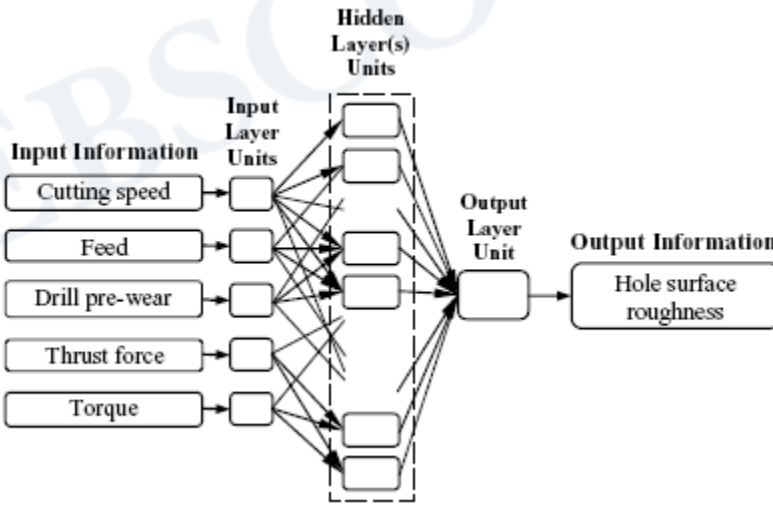 Hidden
Layer(s)
Units
Input
Layer
Units
Input Information
Cutting speed
Feed
Drill pre-wear
Thrust force
Torque
Output
Layer
Unit
Output Information
Hole surface
roughness
EBSCO